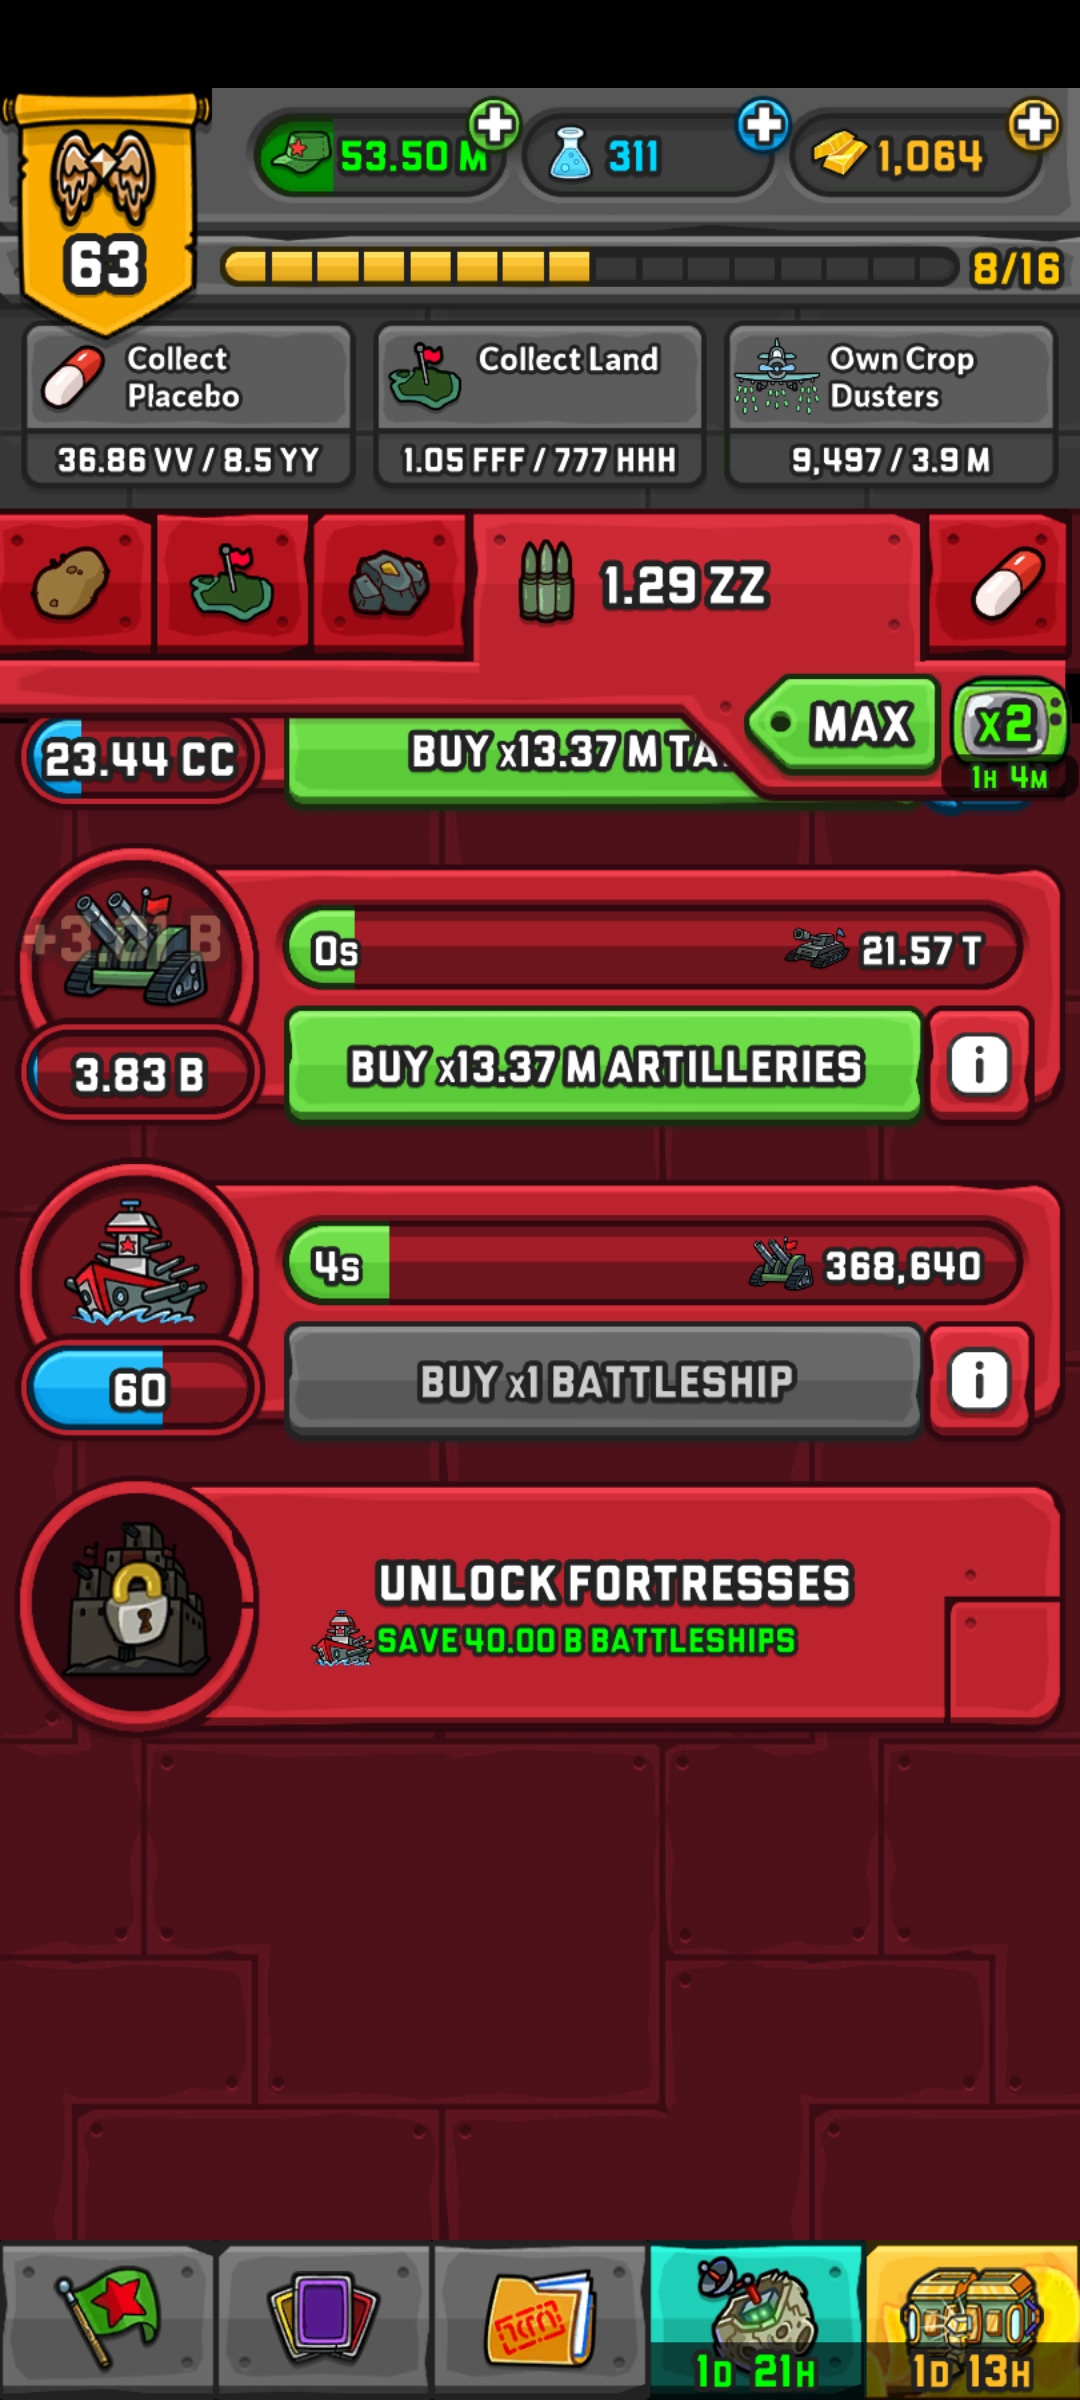 53.50 M
311
1,064
63
8/16
Collect
Placebo
36.86 VV / 8.5 YY
Collect Land
1.05 FFF / 777 HHH
Own Crop
Dusters
9,497 / 3.9 M
1.29 ZZ
MAX
X2
1H 4M
23.44 CC
BUY x13.37 M TA
0s
21.57 T
3.83 B
BUY x13.37 M ARTILLERIES
i
4s
368,640
60
BUY x1 BATTLESHIP
i
UNLOCK FORTRESSES
SAVE 40.00 B BATTLESHIPS
1D 21H
1D 13H